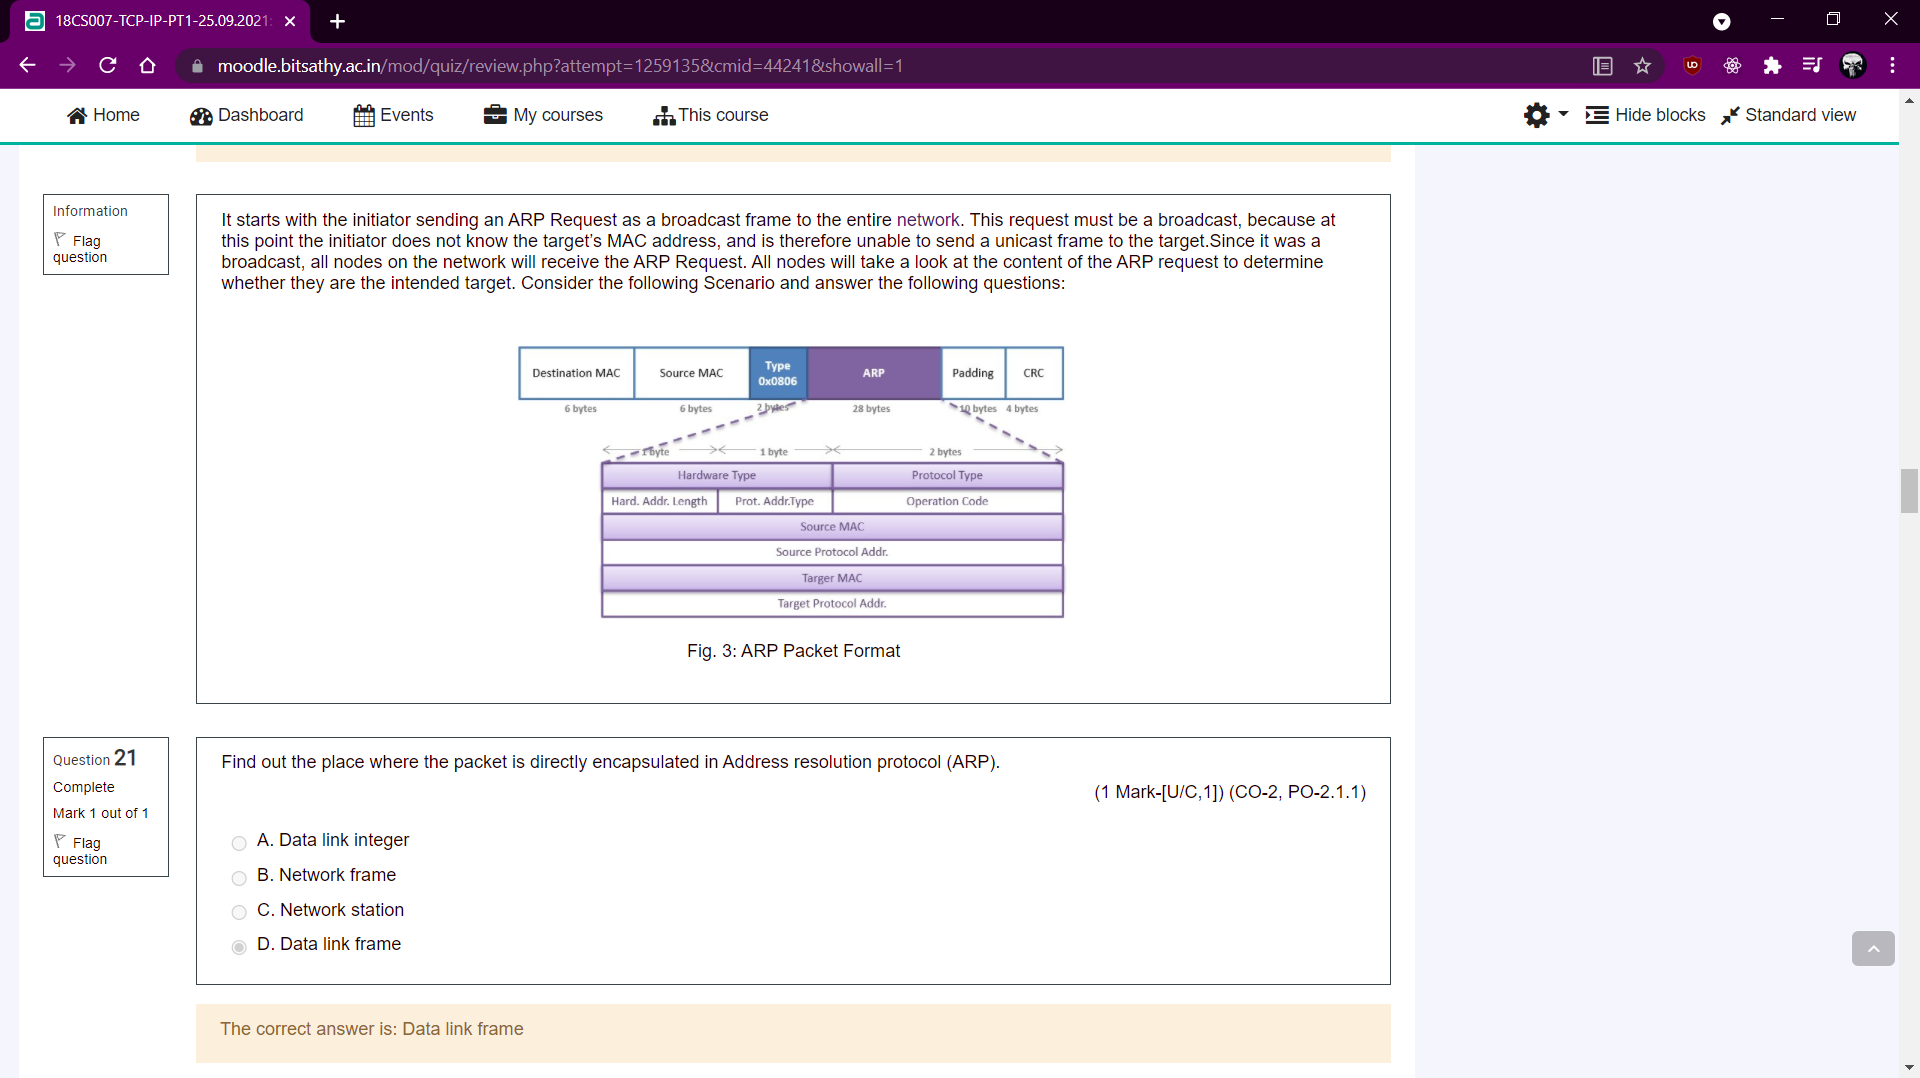 18CS007-TCP-IP-PT1-25.09.2021:
moodle.bitsathy.ac.in/mod/quiz/review.php?attempt=1259135&cmid=44241&showall=1
Home
Dashboard
Events
My courses
This course
Hide blocks
Standard view
Information
Flag
question
It starts with the initiator sending an ARP Request as a broadcast frame to the entire network. This request must be a broadcast, because at
this point the initiator does not know the target's MAC address, and is therefore unable to send a unicast frame to the target.Since it was a
broadcast, all nodes on the network will receive the ARP Request. All nodes will take a look at the content of the ARP request to determine
whether they are the intended target. Consider the following Scenario and answer the following questions:
Destination MAC
Source MAC
Type
0x0806
ARP
Padding
CRC
6 bytes
6 bytes
2 bytes
28 bytes
10 bytes
4 bytes
1 byte
1 byte
2 bytes
Hardware Type
Protocol Type
Hard. Addr. Length
Prot. Addr.Type
Operation Code
Source MAC
Source Protocol Addr.
Targer MAC
Target Protocol Addr.
Fig. 3: ARP Packet Format
Question 21
Complete
Mark 1 out of 1
Flag
question
Find out the place where the packet is directly encapsulated in Address resolution protocol (ARP).
(1 Mark-[U/C,1]) (CO-2, PO-2.1.1)
A. Data link integer
B. Network frame
C. Network station
D. Data link frame
The correct answer is: Data link frame